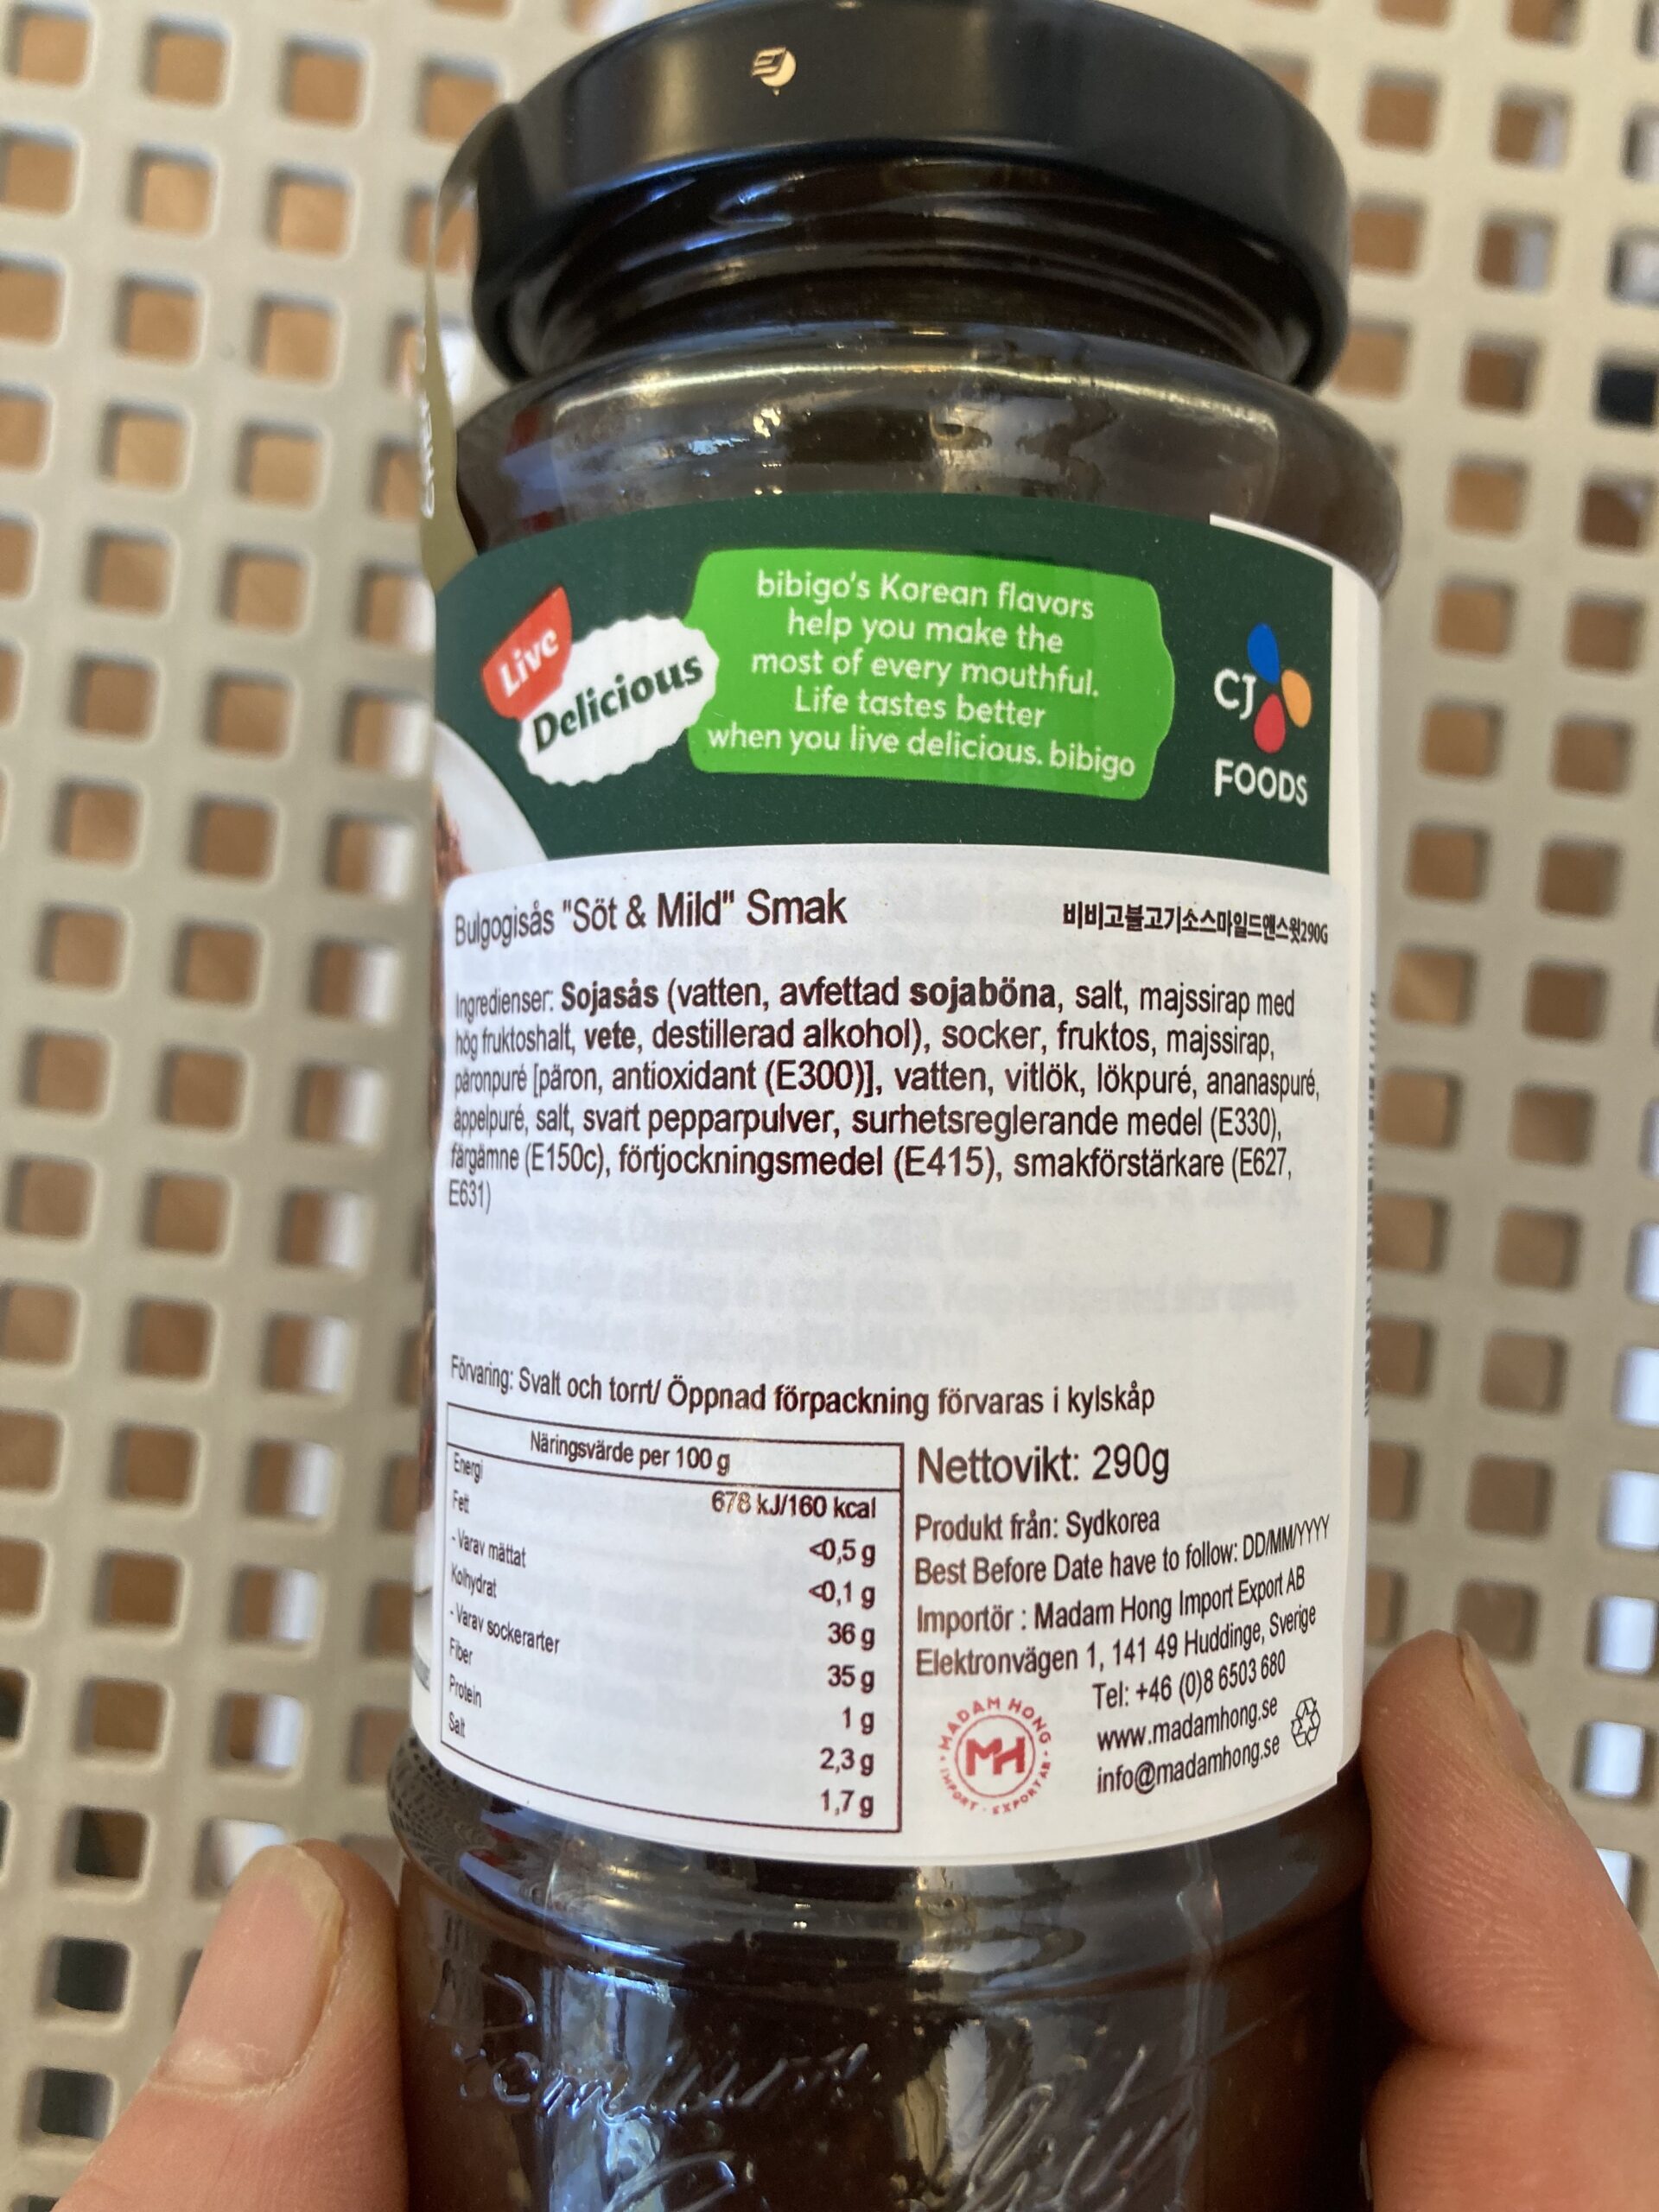 Live
Delicious
bibigo's Korean flavors
help you make the
most of every mouthful.
Life tastes better
when you live delicious. bibigo
CJ
FOODS
Bulgogisås "Söt & Mild" Smak
비비고불고기소스마일드앤스윗290G
Ingredienser: Sojasås (vatten, avfettad sojaböna, salt, majssirap med
hög fruktoshalt, vete, destillerad alkohol), socker, fruktos, majssirap,
päronpuré [päron, antioxidant (E300)], vatten, vitlök, lökpuré, ananaspuré,
äppelpuré, salt, svart pepparpulver, surhetsreglerande medel (E330),
färgämne (E150c), förtjockningsmedel (E415), smakförstärkare (E627,
E631)
Förvaring: Svalt och torrt/ Öppnad förpackning förvaras i kylskåp
Näringsvärde per 100 g
Energi 678 kJ/160 kcal
Fett <0,5 g
- Varav mättat <0,1 g
Kolhydrat 36 g
- Varav sockerarter 35 g
Fiber 1 g
Protein 2,3 g
Salt 1,7 g
Nettovikt: 290g
Produkt från: Sydkorea
Best Before Date have to follow: DD/MM/YYYY
Importör : Madam Hong Import Export AB
Elektronvägen 1, 141 49 Huddinge, Sverige
Tel: +46 (0)8 6503 680
www.madamhong.se
info@madamhong.se
MADAM HONG
MH
IMPORT - EXPORT AB